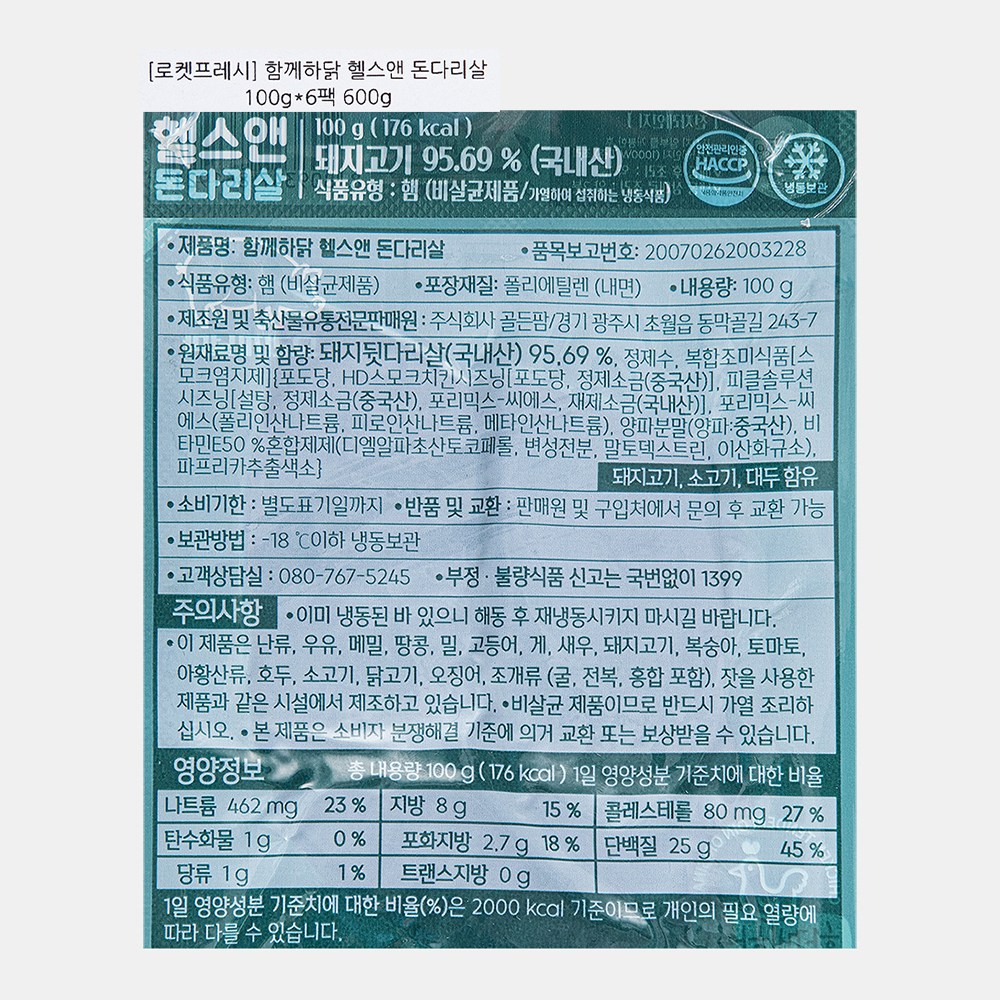 [로켓프레시] 함께하닭 헬스앤 돈다리살
100g*6팩 600g
헬스앤
돈다리살
100 g ( 176 kcal )
돼지고기 95.69 % (국내산)
식품유형 : 햄 (비살균제품/가열하여 섭취하는 냉동식품)
안전관리인증
HACCP
냉동보관
•제품명: 함께하닭 헬스앤 돈다리살 •품목보고번호: 20070262003228
•식품유형: 햄 (비살균제품) •포장재질: 폴리에틸렌 (내면) •내용량: 100 g
•제조원 및 축산물유통전문판매원 : 주식회사 골든팜/경기 광주시 초월읍 동막골길 243-7
•원재료명 및 함량: 돼지뒷다리살(국내산) 95.69 %, 정제수, 복합조미식품[스
모크염지제]{포도당, HD스모크치킨시즈닝[포도당, 정제소금(중국산)], 피클솔루션
시즈닝[설탕, 정제소금(중국산), 포리믹스-씨에스, 재제소금(국내산)], 포리믹스-씨
에스(폴리인산나트륨, 피로인산나트륨, 메타인산나트륨), 양파분말(양파:중국산), 비
타민E50 %혼합제제(디엘알파초산토코페롤, 변성전분, 말토덱스트린, 이산화규소),
파프리카추출색소}
돼지고기, 소고기, 대두 함유
•소비기한 : 별도표기일까지 •반품 및 교환 : 판매원 및 구입처에서 문의 후 교환 가능
•보관방법 : -18 ℃이하 냉동보관
•고객상담실 : 080-767-5245 •부정 · 불량식품 신고는 국번없이 1399
주의사항 •이미 냉동된 바 있으니 해동 후 재냉동시키지 마시길 바랍니다.
•이 제품은 난류, 우유, 메밀, 땅콩, 밀, 고등어, 게, 새우, 돼지고기, 복숭아, 토마토,
아황산류, 호두, 소고기, 닭고기, 오징어, 조개류 (굴, 전복, 홍합 포함), 잣을 사용한
제품과 같은 시설에서 제조하고 있습니다. •비살균 제품이므로 반드시 가열 조리하
십시오. •본 제품은 소비자 분쟁해결 기준에 의거 교환 또는 보상받을 수 있습니다.
영양정보 총 내용량 100 g ( 176 kcal ) 1일 영양성분 기준치에 대한 비율
나트륨 462 mg 23 % 지방 8 g 15 % 콜레스테롤 80 mg 27 %
탄수화물 1 g 0 % 포화지방 2.7 g 18 % 단백질 25 g 45 %
당류 1 g 1 % 트랜스지방 0 g
1일 영양성분 기준치에 대한 비율(%)은 2000 kcal 기준이므로 개인의 필요 열량에
따라 다를 수 있습니다.